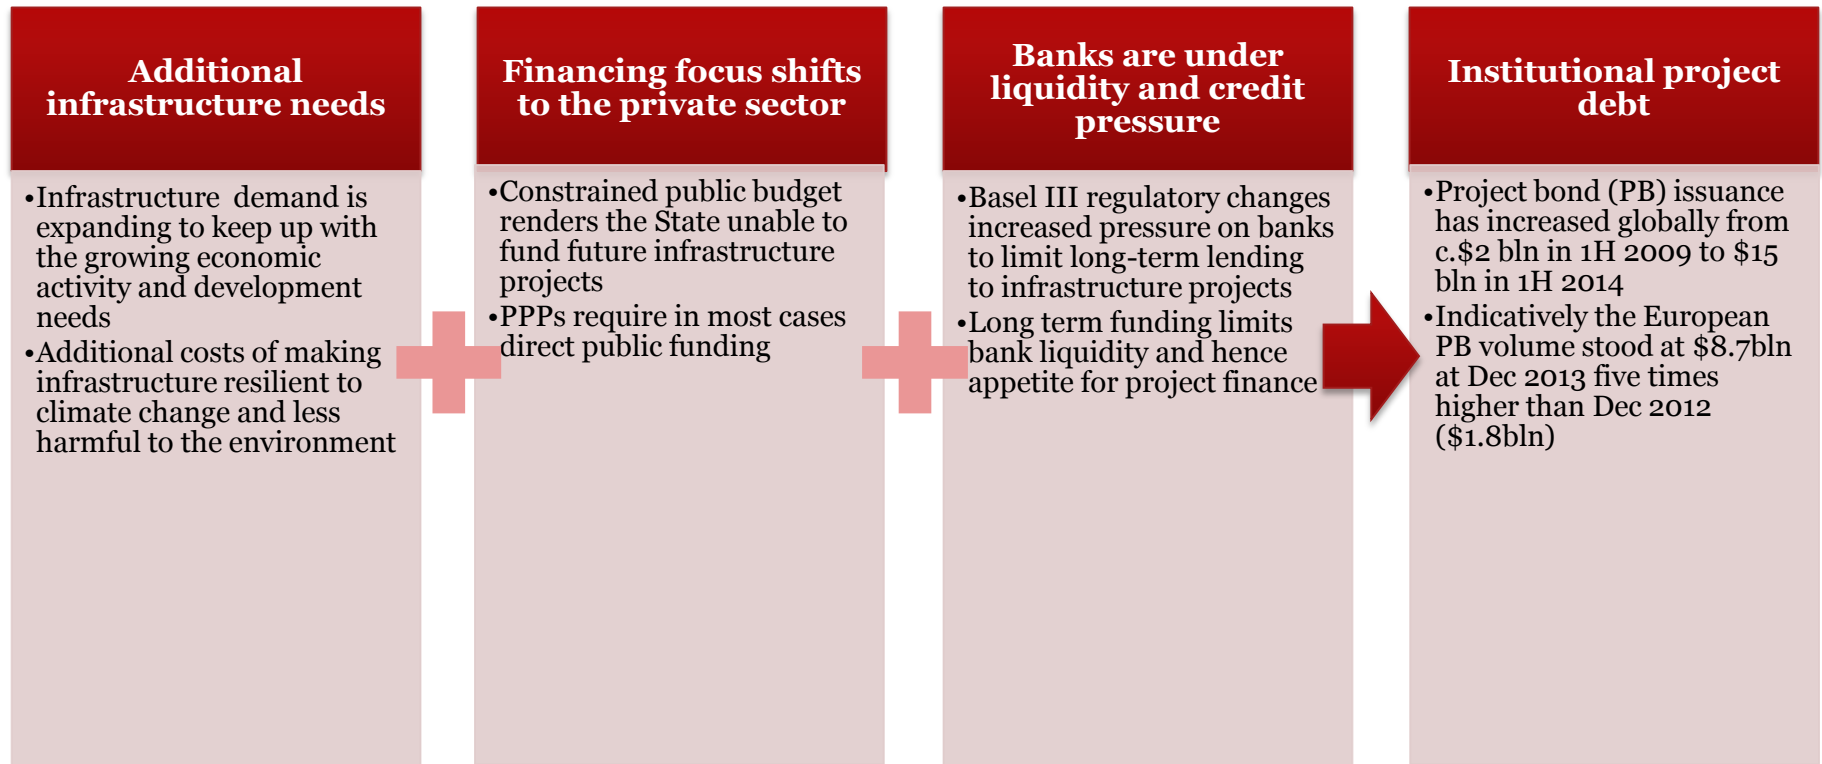 Additional
infrastructure needs
•Infrastructure  demand is
expanding to keep up with
the growing economic
activity and development
needs
•Additional costs of making
infrastructure resilient to
climate change and less
harmful to the environment
Financing focus shifts
to the private sector
•Constrained public budget
renders the State unable to
fund future infrastructure
projects
•PPPs require in most cases
direct public funding
Banks are under
liquidity and credit
pressure
•Basel III regulatory changes
increased pressure on banks
to limit long-term lending
to infrastructure projects
•Long term funding limits
bank liquidity and hence
appetite for project finance
Institutional project
debt
•Project bond (PB) issuance
has increased globally from
c.$2 bln in 1H 2009 to $15
bln in 1H 2014
•Indicatively the European
PB volume stood at $8.7bln
at Dec 2013 five times
higher than Dec 2012
($1.8bln)